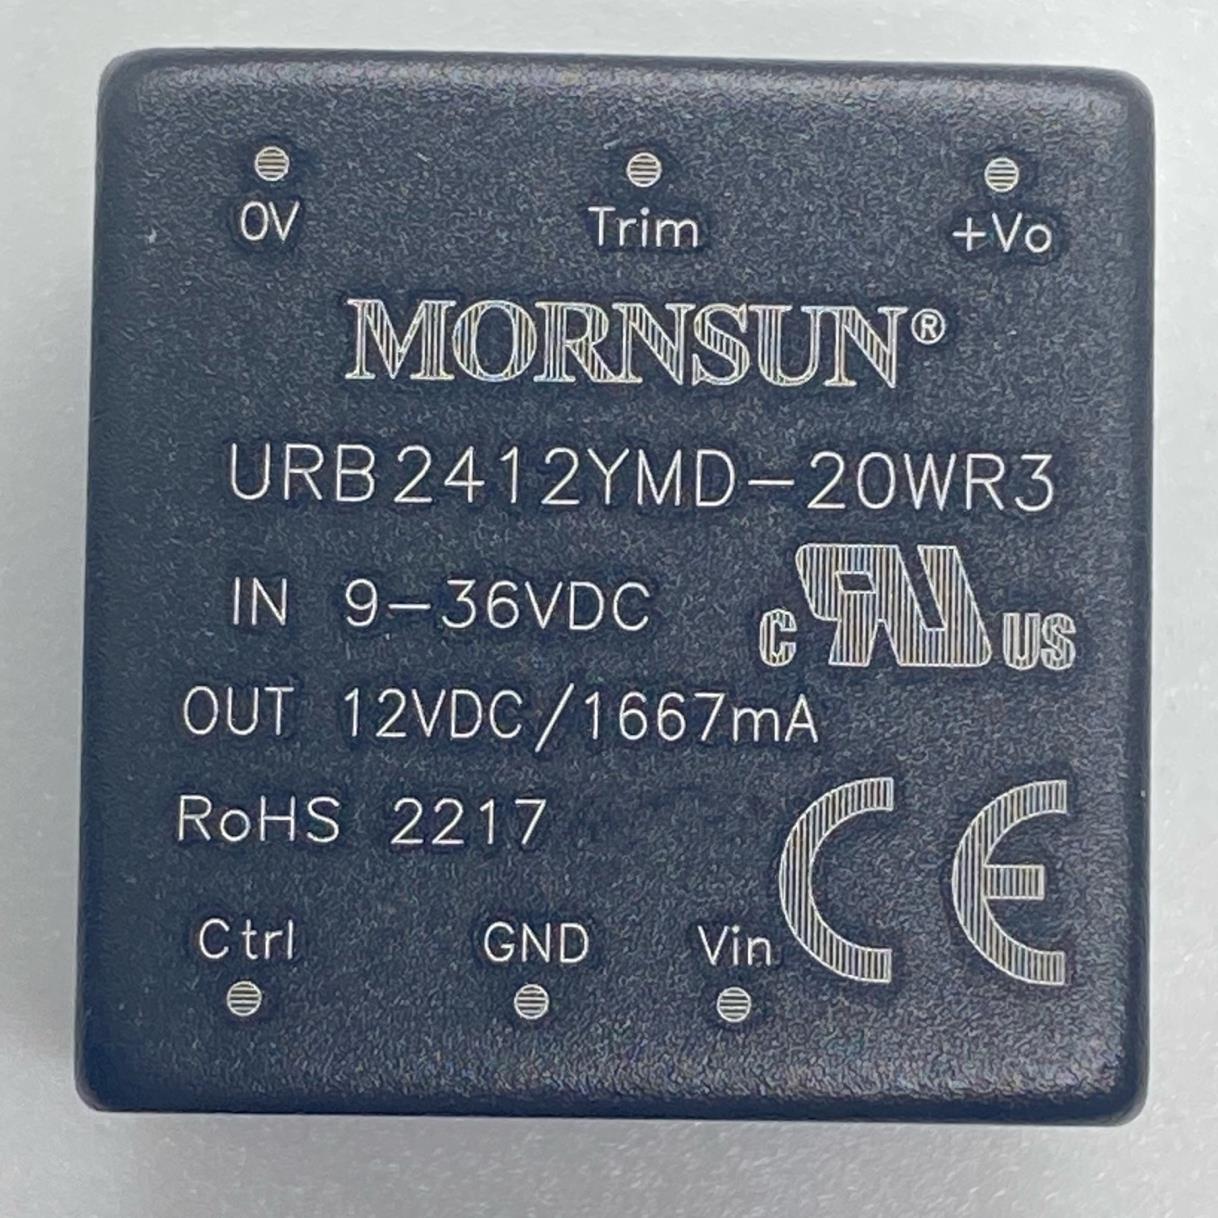 0V Trim +Vo
MORNSUN®
URB2412YMD-20WR3
IN 9-36VDC
c RU US
OUT 12VDC/1667mA
RoHS 2217
CE
Ctrl GND Vin